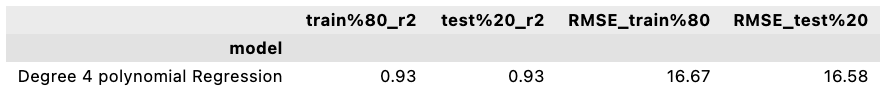 train%80_r2 test%20_r2 RMSE_train%80 RMSE_test%20
model
Degree 4 polynomial Regression 0.93 0.93 16.67 16.58